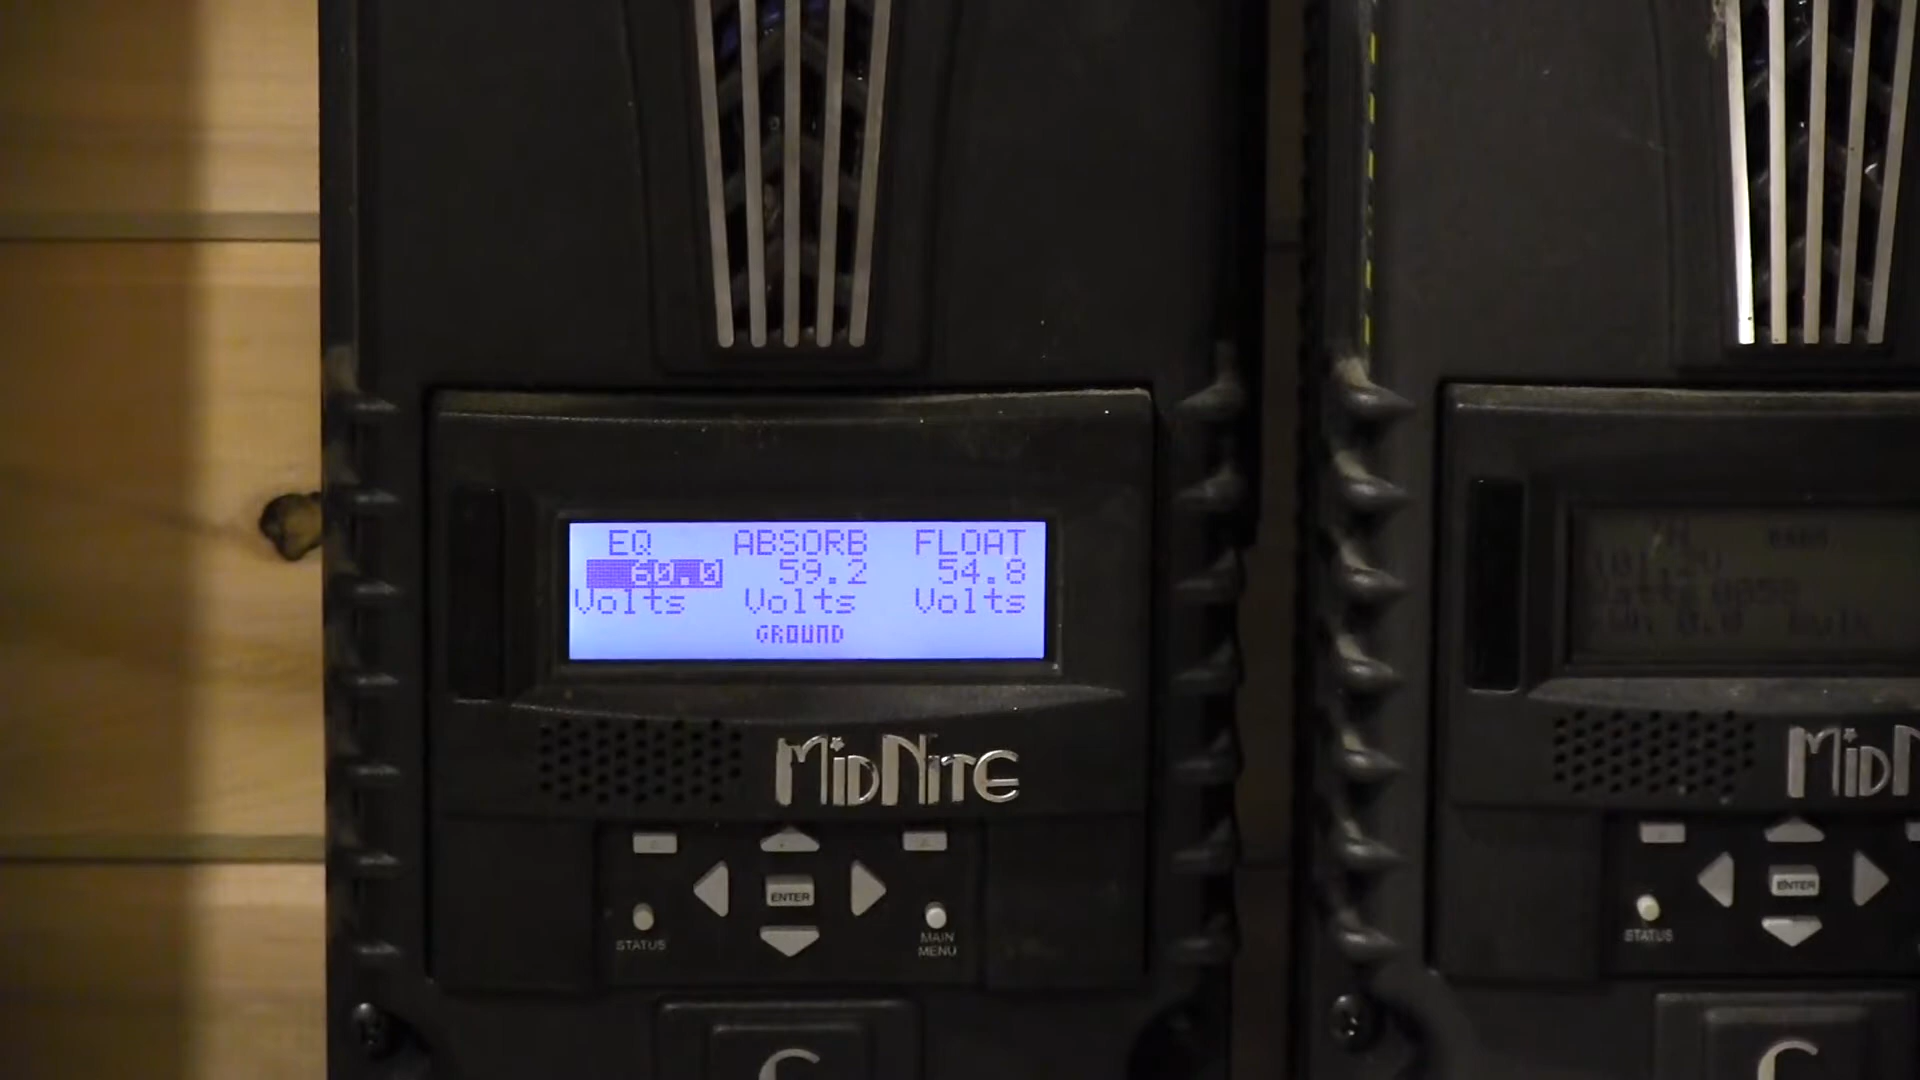 EQ ABSORB FLOAT
60.0 59.2 54.8
Volts Volts Volts
GROUND
MIDNITE
ENTER
STATUS
MAIN
MENU
ENTER
STATUS